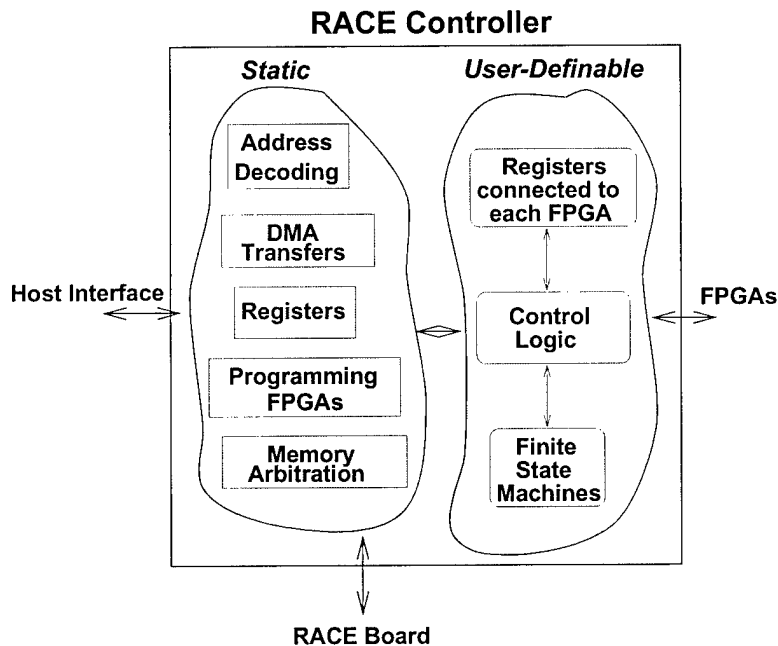 RACE Controller
Static
User-Definable
Address
Decoding
DMA
Transfers
Registers
Programming
FPGAs
Memory
Arbitration
Registers
connected to
each FPGA
Control
Logic
Finite
State
Machines
Host Interface
FPGAs
RACE Board